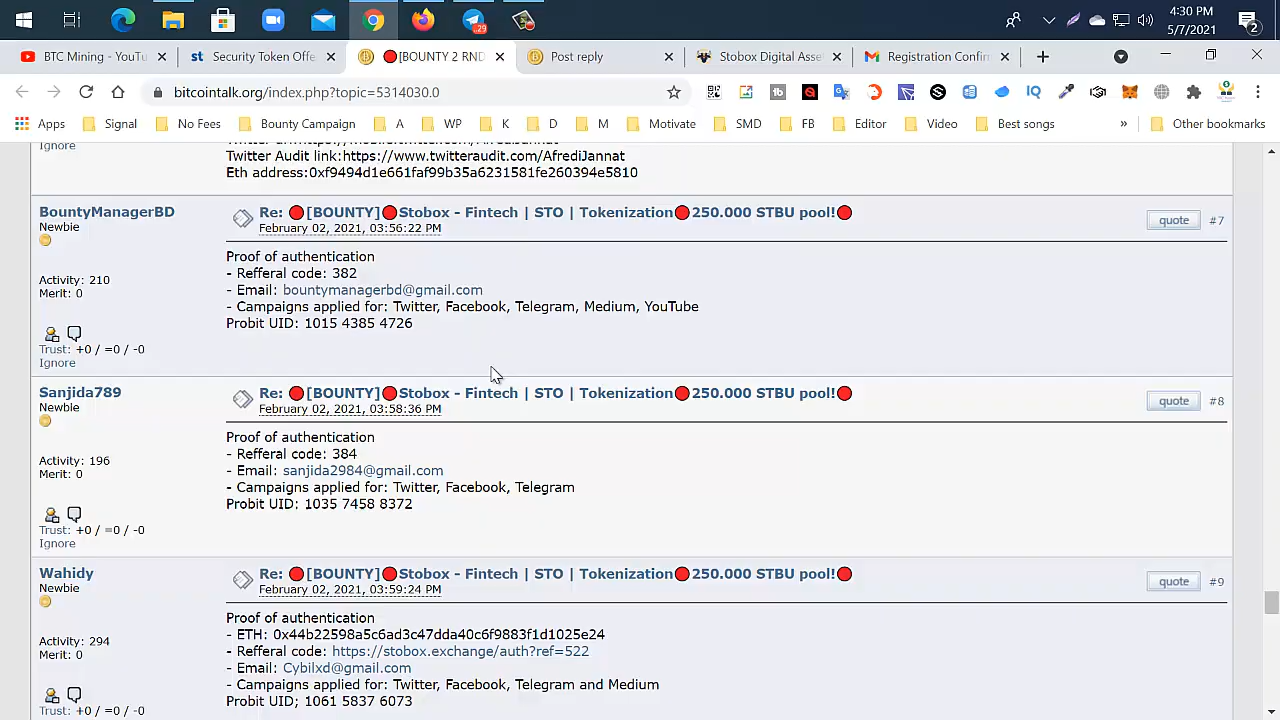 29
4:30 PM
5/7/2021
2
BTC Mining - YouTu
Security Token Offe
[BOUNTY 2 RND
Post reply
Stobox Digital Asset
Registration Confirm
bitcointalk.org/index.php?topic=5314030.0
Apps
Signal
No Fees
Bounty Campaign
A
WP
K
D
M
Motivate
SMD
FB
Editor
Video
Best songs
»
Other bookmarks
Ignore
Twitter Audit link:https://www.twitteraudit.com/AfrediJannat
Eth address:0xf9494d1e661faf99b35a6231581fe260394e5810
BountyManagerBD
Newbie
Activity: 210
Merit: 0
Trust: +0 / =0 / -0
Ignore
Re: 🔴[BOUNTY]🔴Stobox - Fintech | STO | Tokenization🔴250.000 STBU pool!🔴
February 02, 2021, 03:56:22 PM
quote #7
Proof of authentication
- Refferal code: 382
- Email: bountymanagerbd@gmail.com
- Campaigns applied for: Twitter, Facebook, Telegram, Medium, YouTube
Probit UID: 1015 4385 4726
Sanjida789
Newbie
Activity: 196
Merit: 0
Trust: +0 / =0 / -0
Ignore
Re: 🔴[BOUNTY]🔴Stobox - Fintech | STO | Tokenization🔴250.000 STBU pool!🔴
February 02, 2021, 03:58:36 PM
quote #8
Proof of authentication
- Refferal code: 384
- Email: sanjida2984@gmail.com
- Campaigns applied for: Twitter, Facebook, Telegram
Probit UID; 1035 7458 8372
Wahidy
Newbie
Activity: 294
Merit: 0
Trust: +0 / =0 / -0
Re: 🔴[BOUNTY]🔴Stobox - Fintech | STO | Tokenization🔴250.000 STBU pool!🔴
February 02, 2021, 03:59:24 PM
quote #9
Proof of authentication
- ETH: 0x44b22598a5c6ad3c47dda40c6f9883f1d1025e24
- Refferal code: https://stobox.exchange/auth?ref=522
- Email: Cybilxd@gmail.com
- Campaigns applied for: Twitter, Facebook, Telegram and Medium
Probit UID; 1061 5837 6073